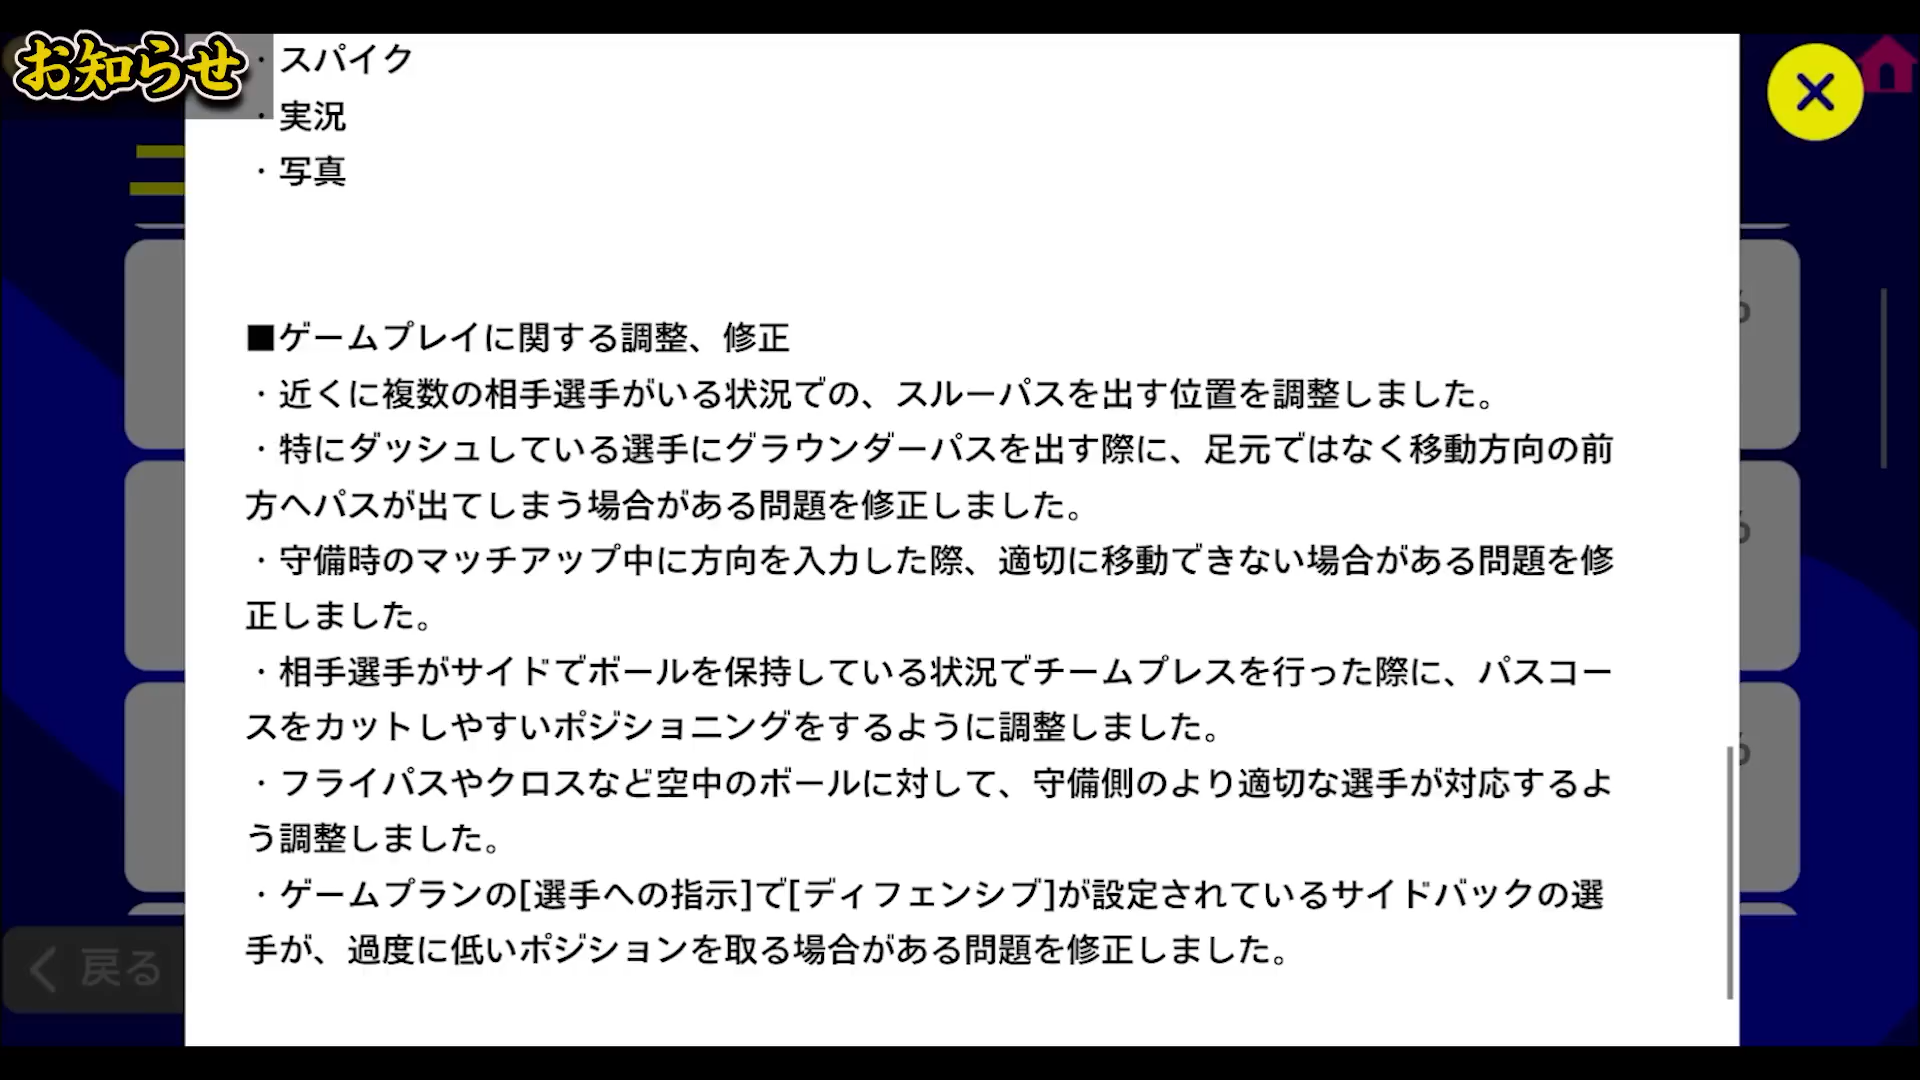 お知らせ
・スパイク
・実況
・写真
■ゲームプレイに関する調整、修正
・近くに複数の相手選手がいる状況での、スルーパスを出す位置を調整しました。
・特にダッシュしている選手にグラウンダーパスを出す際に、足元ではなく移動方向の前
方へパスが出てしまう場合がある問題を修正しました。
・守備時のマッチアップ中に方向を入力した際、適切に移動できない場合がある問題を修
正しました。
・相手選手がサイドでボールを保持している状況でチームプレスを行った際に、パスコー
スをカットしやすいポジショニングをするように調整しました。
・フライパスやクロスなど空中のボールに対して、守備側のより適切な選手が対応するよ
う調整しました。
・ゲームプランの[選手への指示]で[ディフェンシブ]が設定されているサイドバックの選
手が、過度に低いポジションを取る場合がある問題を修正しました。
戻る